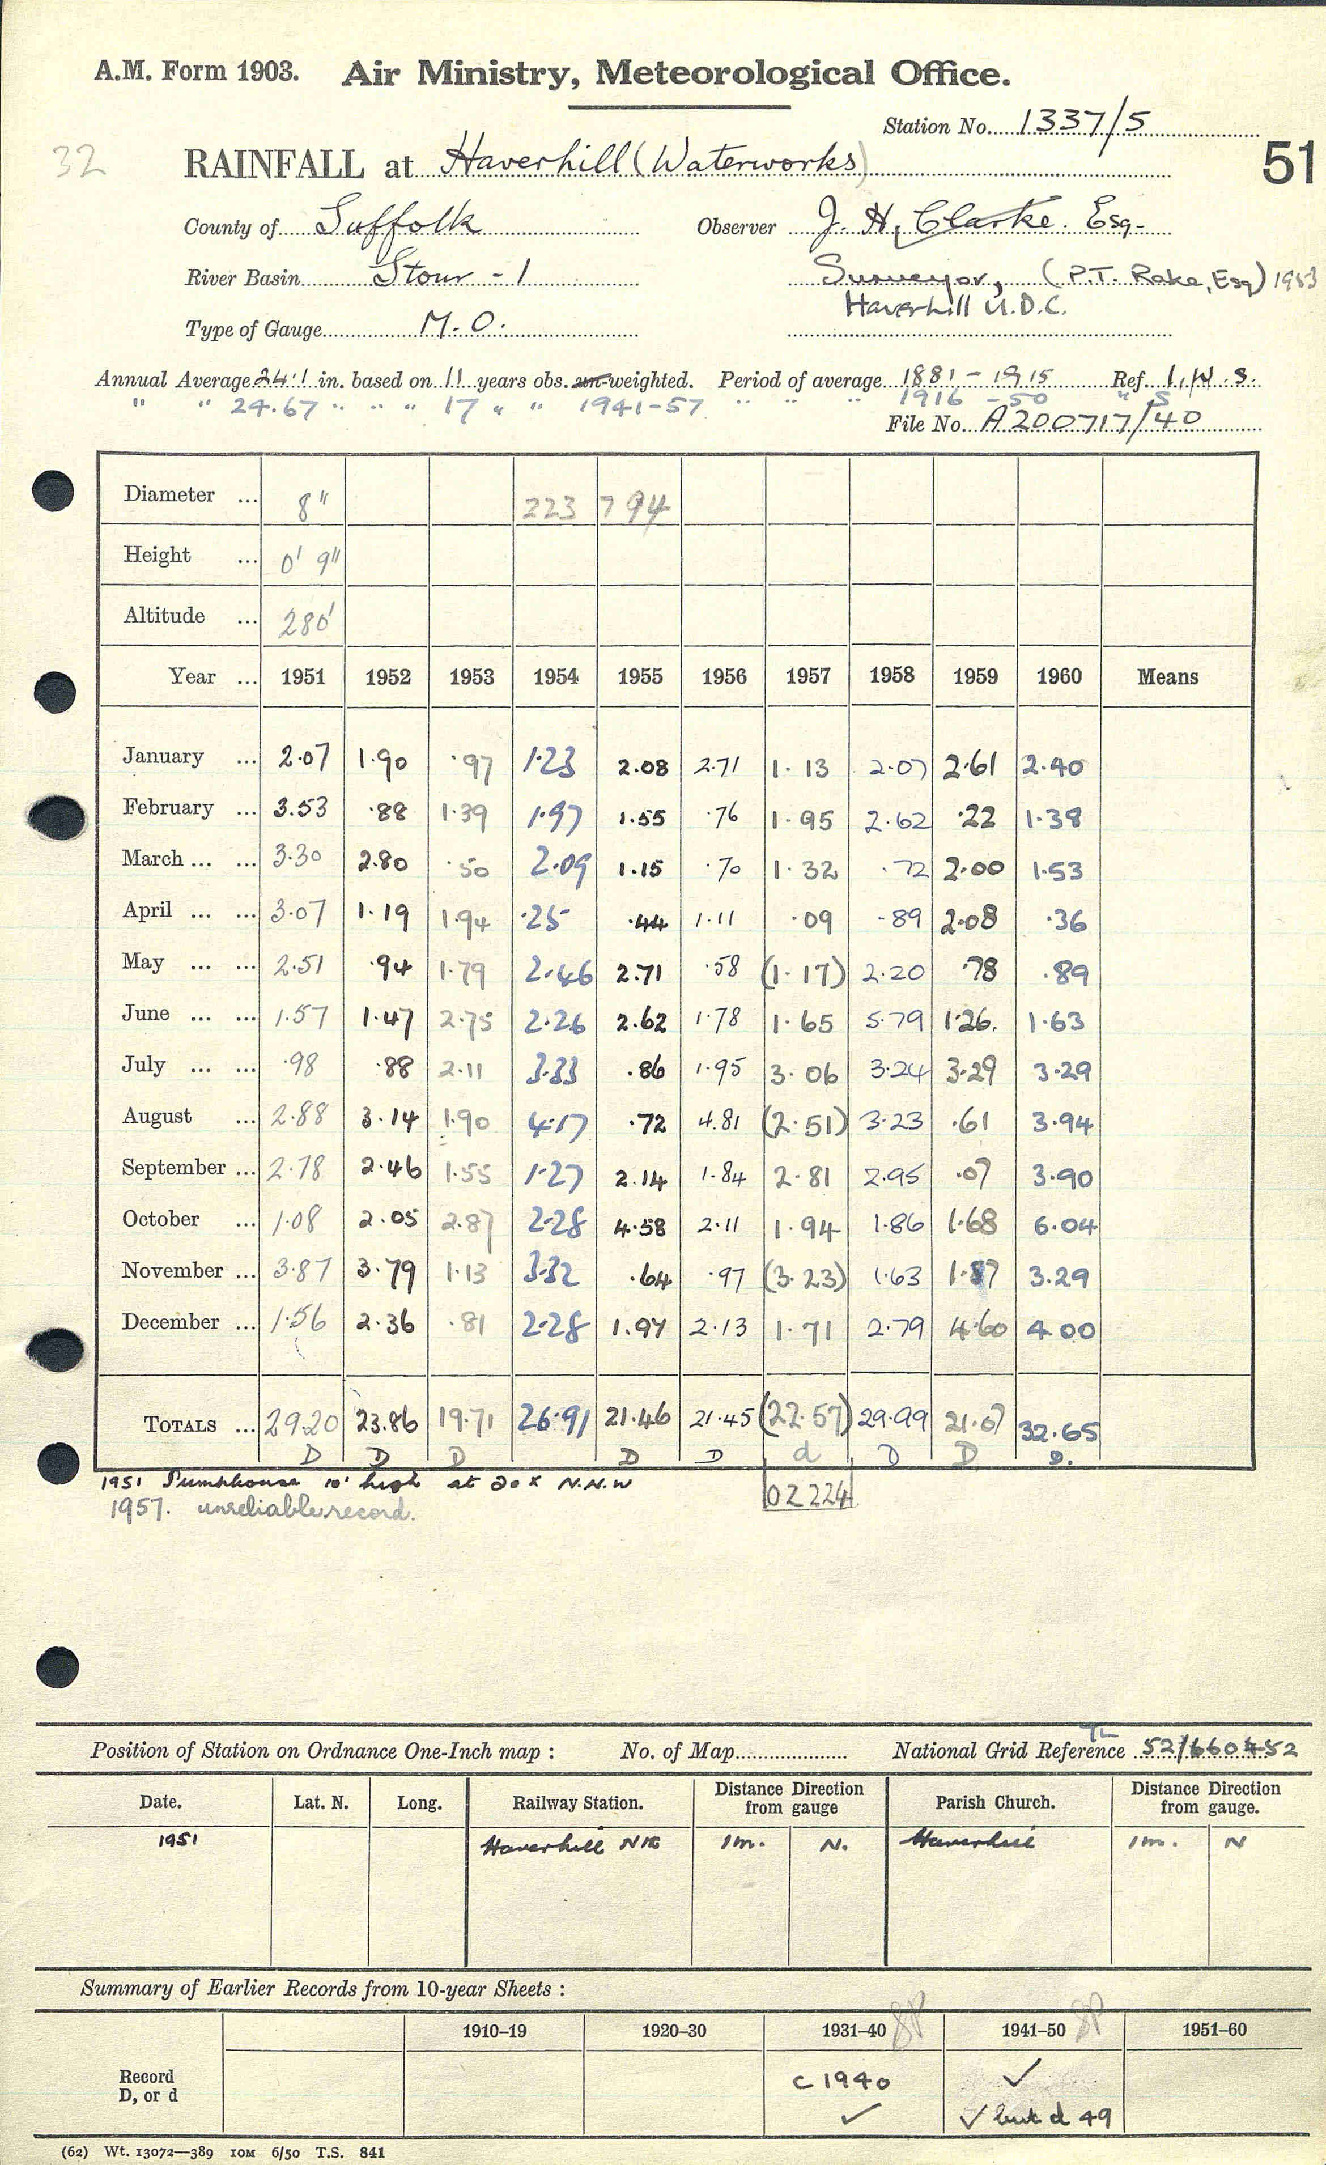 A.M. Form 1903. Air Ministry, Meteorological Office.
Station No. 1337/5
32
RAINFALL at Haverhill (Waterworks)
51
County of Suffolk Observer J. H. Clarke. Esq.
River Basin Stour - 1 Surveyor, (P.T. Rake, Esq) 1953
Haverhill U.D.C.
Type of Gauge M.O.
Annual Average 24.1 in. based on 11 years obs. un-weighted. Period of average 1881 - 1915 Ref. I.W.S.
" " 24.67 " " " 17 " " 1941-57 " " " 1916 - 50 " S
File No. A200717/40
Diameter ... 8" 223 794
Height ... 0' 9"
Altitude ... 280'
Year ... 1951 1952 1953 1954 1955 1956 1957 1958 1959 1960 Means
January ... 2.07 1.90 .97 1.23 2.08 2.71 1.13 2.07 2.61 2.40
February ... 3.53 .88 1.39 1.97 1.55 .76 1.95 2.62 .22 1.38
March ... ... 3.30 2.80 .50 2.09 1.15 .70 1.32 .72 2.00 1.53
April ... ... 3.07 1.19 1.94 .25 .44 1.11 .09 .89 2.08 .36
May ... ... 2.51 .94 1.79 2.46 2.71 .58 (1.17) 2.20 .78 .89
June ... ... 1.57 1.47 2.75 2.26 2.62 1.78 1.65 5.79 1.26. 1.63
July ... ... .98 .88 2.11 3.33 .86 1.95 3.06 3.24 3.29 3.29
August ... 2.88 3.14 1.90 4.17 .72 4.81 (2.51) 3.23 .61 3.94
September ... 2.78 2.46 1.55 1.27 2.14 1.84 2.81 2.95 .07 3.90
October ... 1.08 2.05 2.87 2.28 4.58 2.11 1.94 1.86 1.68 6.04
November ... 3.87 3.79 1.13 3.32 .64 .97 (3.23) 1.63 1.87 3.29
December ... 1.56 2.36 .81 2.28 1.97 2.13 1.71 2.79 4.60 4.00
TOTALS ... 29.20 23.86 19.71 26.91 21.46 21.45 (22.57) 29.99 21.07 32.65
D D D D D d D D D.
1951 Pumphouse 10' high at 20 x N.N.W
02224
1957. unreliable record.
Position of Station on Ordnance One-Inch map : No. of Map National Grid Reference TL 52/660452
Date. Lat. N. Long. Railway Station. Distance from gauge Direction Parish Church. Distance from gauge. Direction
1951 Haverhill 1m. N. Haverhill 1m. N
Summary of Earlier Records from 10-year Sheets :
1910–19 1920–30 1931–40 1941–50 1951–60
Record
D, or d
c 1940 ✓
✓ ✓ but d 49
(62) Wt. 13072—389 10M 6/50 T.S. 841